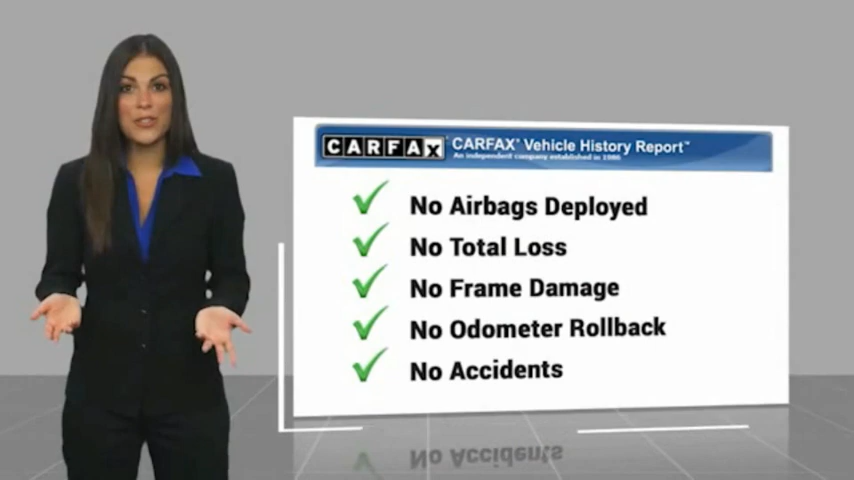 CARFAX CARFAX® Vehicle History Report™
An independent company established in 1986
No Airbags Deployed
No Total Loss
No Frame Damage
No Odometer Rollback
No Accidents
No Accidents